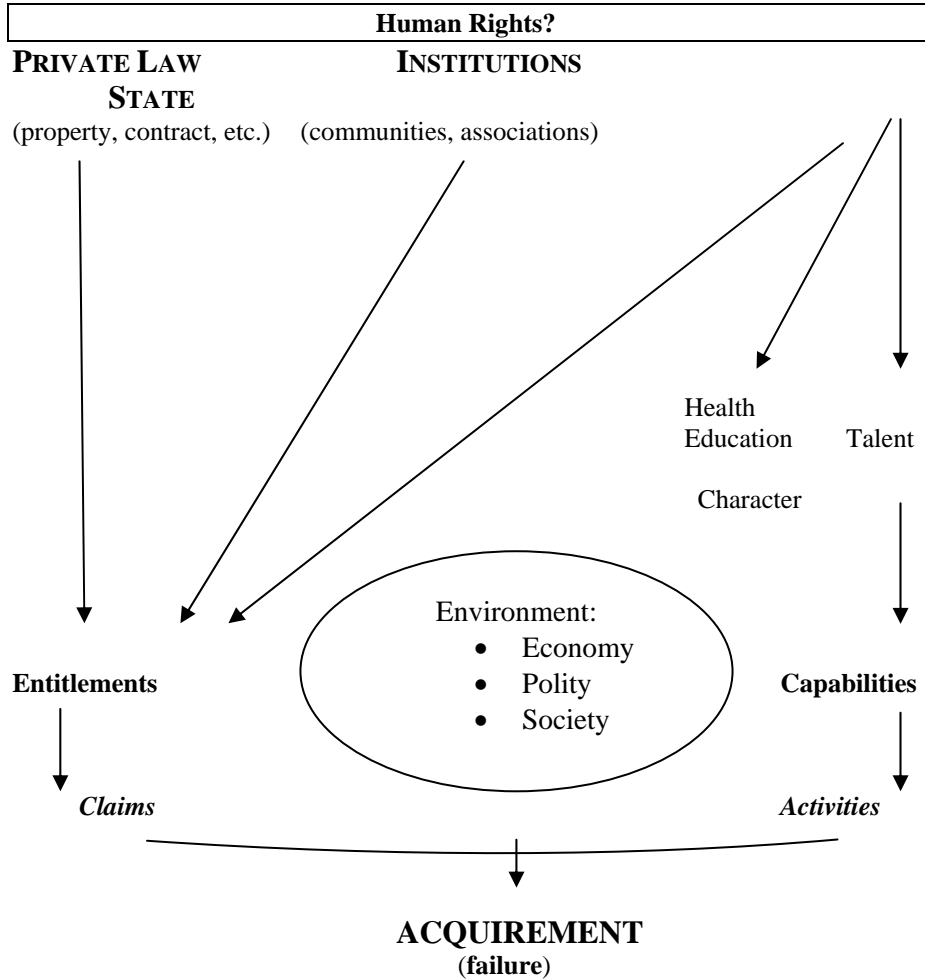 Human Rights?
PRIVATE LAW INSTITUTIONS
STATE
(property, contract, etc.) (communities, associations)
Health
Education Talent
Character
Environment:
• Economy
• Polity
• Society
Entitlements Capabilities
Claims Activities
ACQUIREMENT
(failure)